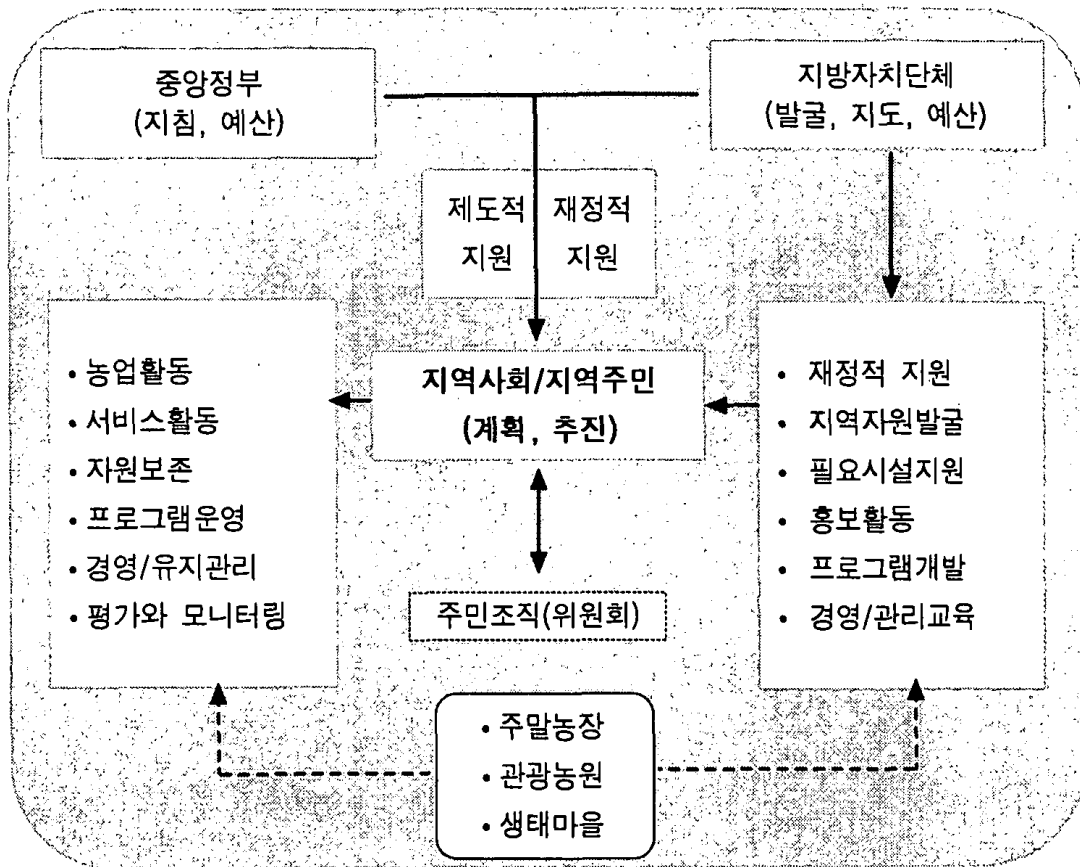 중앙정부
(지침, 예산)
지방자치단체
(발굴, 지도, 예산)
제도적 재정적
지원 지원
• 농업활동
• 서비스활동
• 자원보존
• 프로그램운영
• 경영/유지관리
• 평가와 모니터링
지역사회/지역주민
(계획, 추진)
• 재정적 지원
• 지역자원발굴
• 필요시설지원
• 홍보활동
• 프로그램개발
• 경영/관리교육
주민조직(위원회)
• 주말농장
• 관광농원
• 생태마을